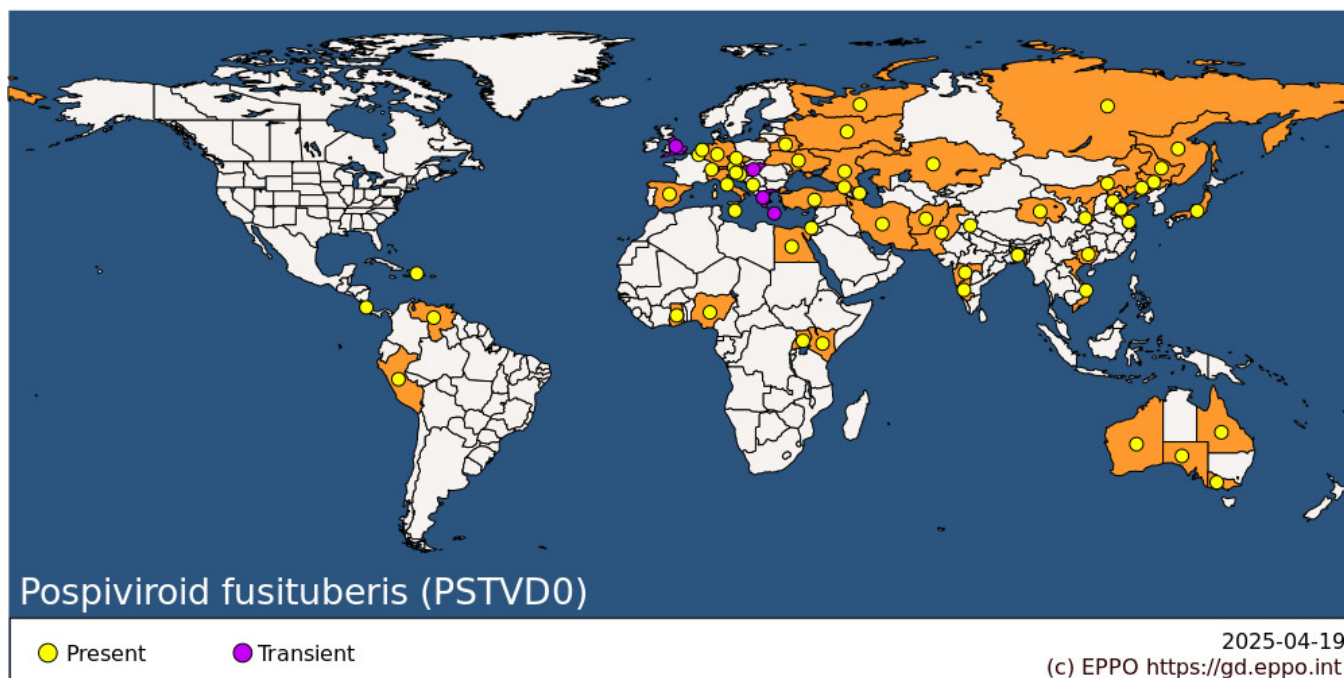 Pospiviroid fusituberis (PSTVD0)
Present
Transient
2025-04-19
(c) EPPO https://gd.eppo.int